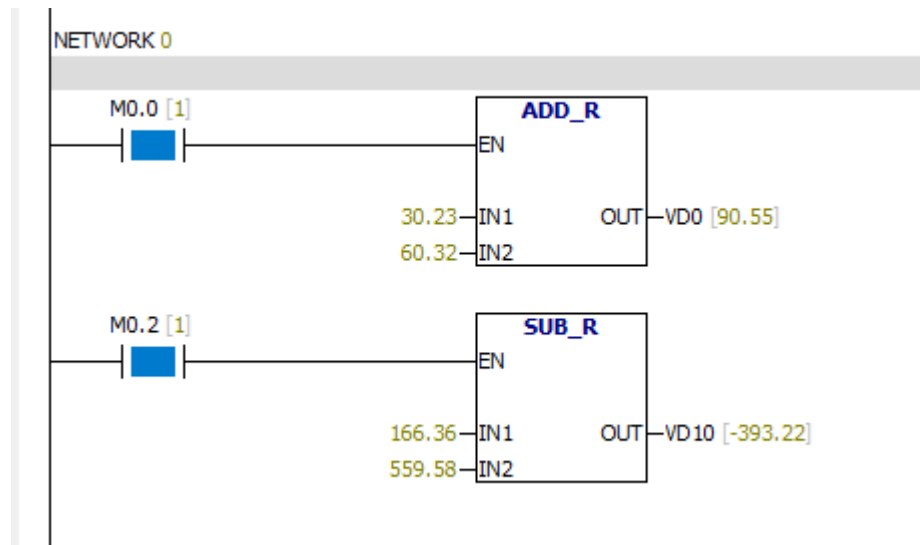 NETWORK 0
M0.0 [1]
ADD_R
EN
30.23 IN1 OUT VD0 [90.55]
60.32 IN2
M0.2 [1]
SUB_R
EN
166.36 IN1 OUT VD10 [-393.22]
559.58 IN2